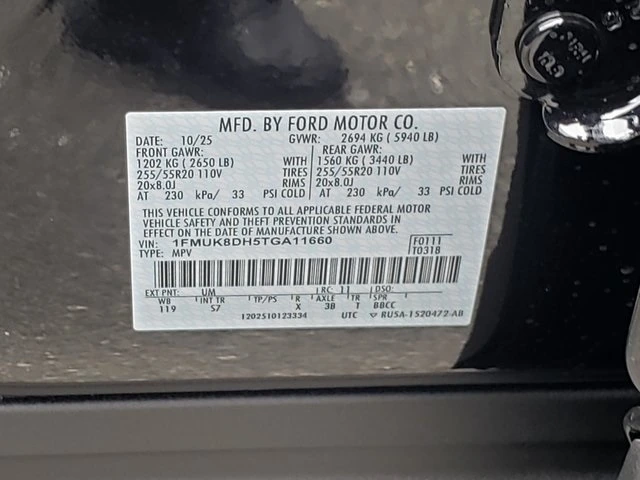 MFD. BY FORD MOTOR CO.
DATE: 10/25 GVWR: 2694 KG ( 5940 LB)
FRONT GAWR: REAR GAWR:
1202 KG ( 2650 LB) WITH 1560 KG ( 3440 LB) WITH
255/55R20 110V TIRES 255/55R20 110V TIRES
20x8.0J RIMS 20x8.0J RIMS
AT 230 kPa/ 33 PSI COLD AT 230 kPa/ 33 PSI COLD
THIS VEHICLE CONFORMS TO ALL APPLICABLE FEDERAL MOTOR
VEHICLE SAFETY AND THEFT PREVENTION STANDARDS IN
EFFECT ON THE DATE OF MANUFACTURE SHOWN ABOVE.
VIN: 1FMUK8DH5TGA11660 F0111
TYPE: MPV T0318
EXT PNT: UM RC: 11 DSO:
WB INT TR TP/PS R AXLE TR SPR
119 S7 X 3B T BBCC
1202510123334 UTC ▽ RU5A-1520472-AB